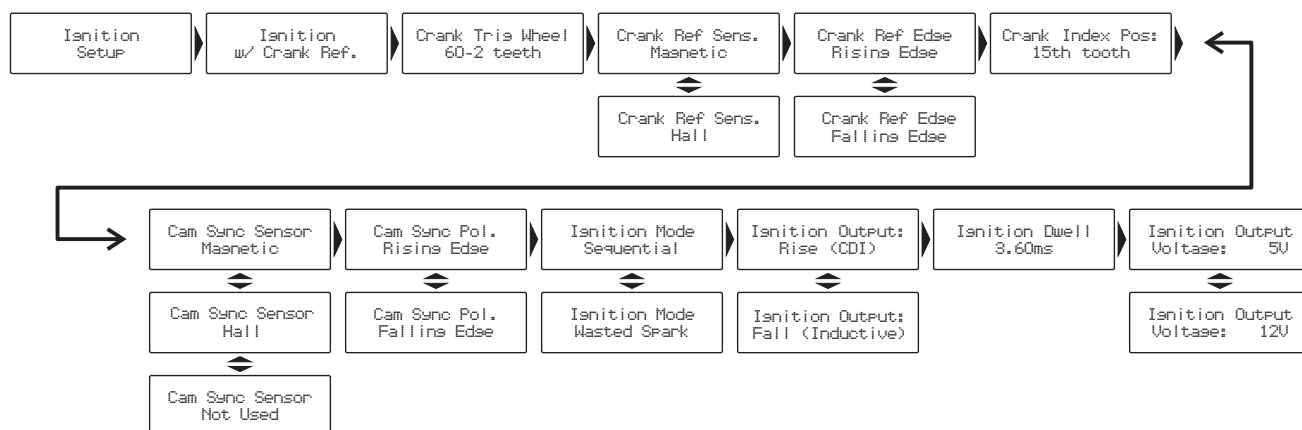 Ignition
Setup
Ignition
w/ Crank Ref.
Crank Trig Wheel
60-2 teeth
Crank Ref Sens.
Magnetic
Crank Ref Edge
Rising Edge
Crank Index Pos:
15th tooth
Crank Ref Sens.
Hall
Crank Ref Edge
Falling Edge
Cam Sync Sensor
Magnetic
Cam Sync Pol.
Rising Edge
Ignition Mode
Sequential
Ignition Output:
Rise (CDI)
Ignition Dwell
3.60ms
Ignition Output
Voltage: 5V
Cam Sync Sensor
Hall
Cam Sync Pol.
Falling Edge
Ignition Mode
Wasted Spark
Ignition Output:
Fall (Inductive)
Ignition Output
Voltage: 12V
Cam Sync Sensor
Not Used